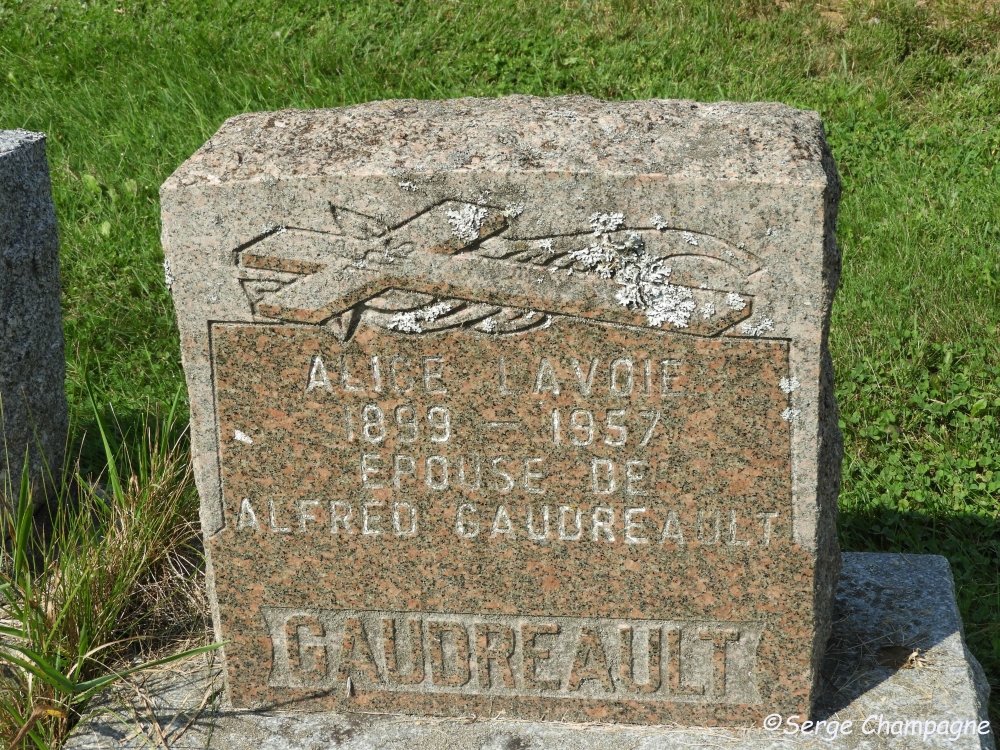 ALICE LAVOIE
1899 - 1957
EPOUSE DE
ALFRED GAUDREAULT
GAUDREAULT
©Serge Champagne